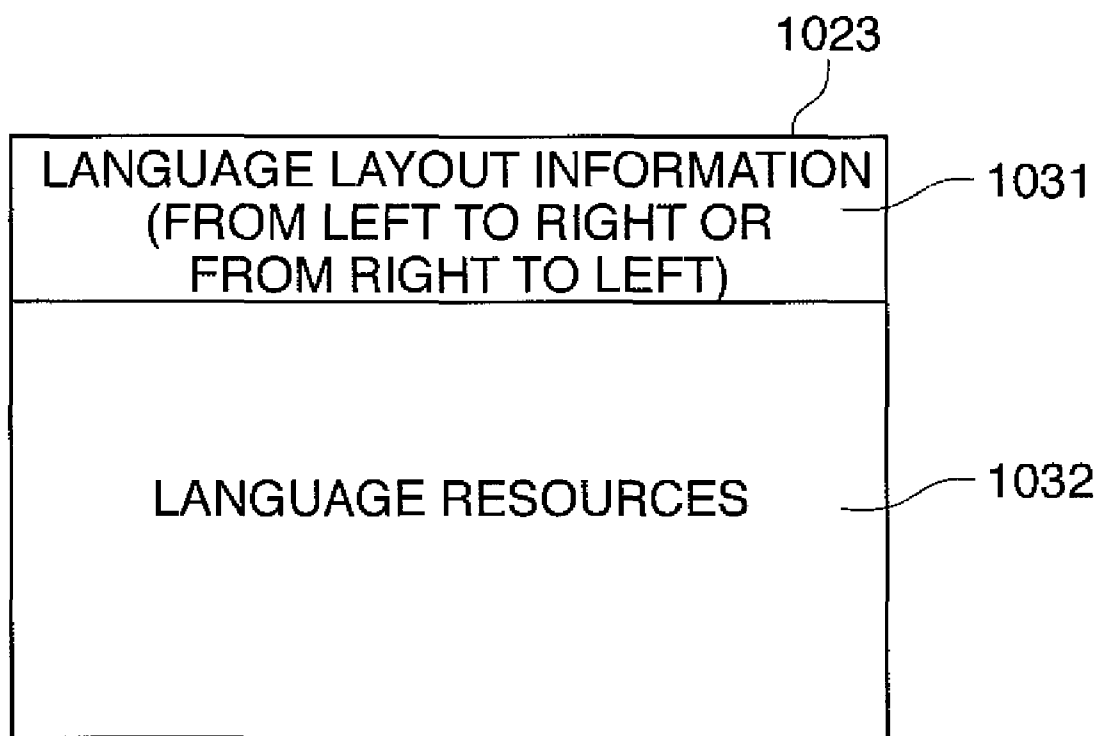 1023
LANGUAGE LAYOUT INFORMATION
(FROM LEFT TO RIGHT OR
FROM RIGHT TO LEFT)
1031
LANGUAGE RESOURCES
1032